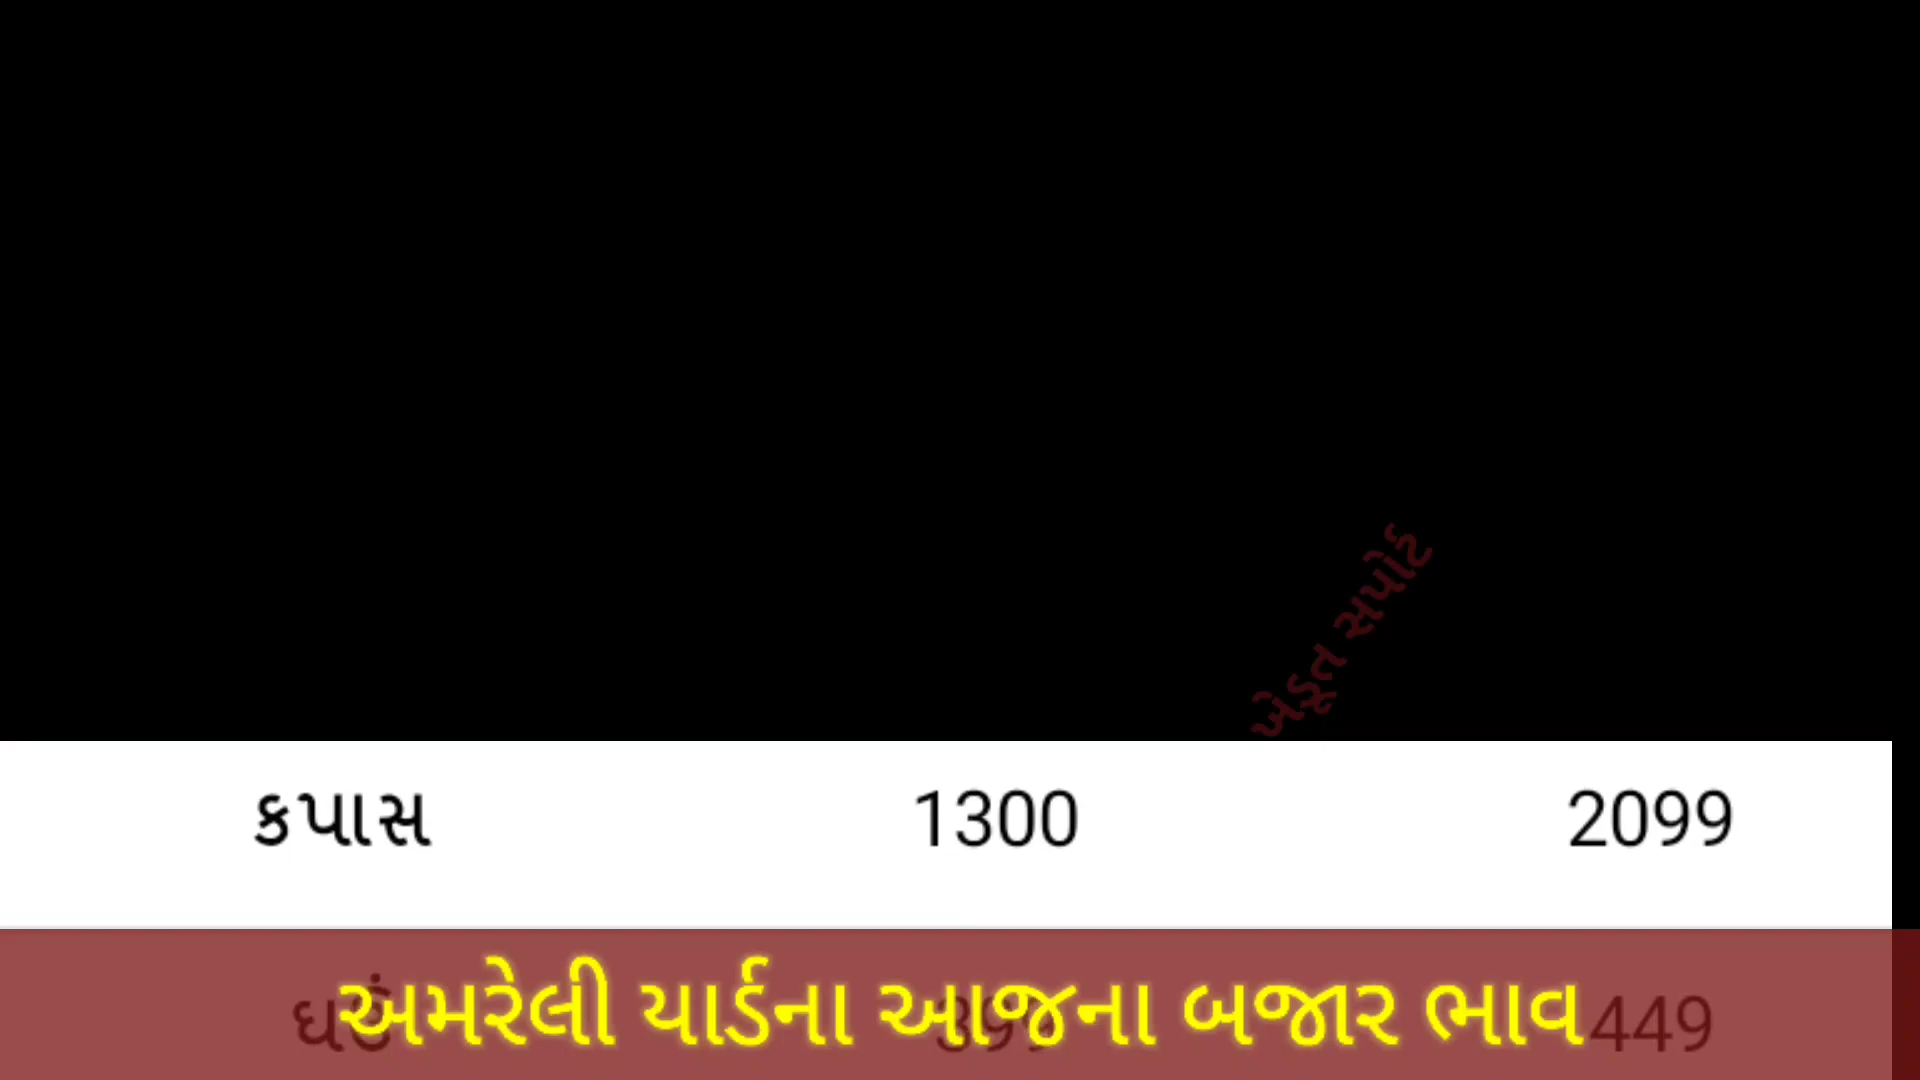 ખેડૂત સપોર્ટ
કપાસ 1300 2099
અમરેલી યાર્ડના આજના બજાર ભાવ
449